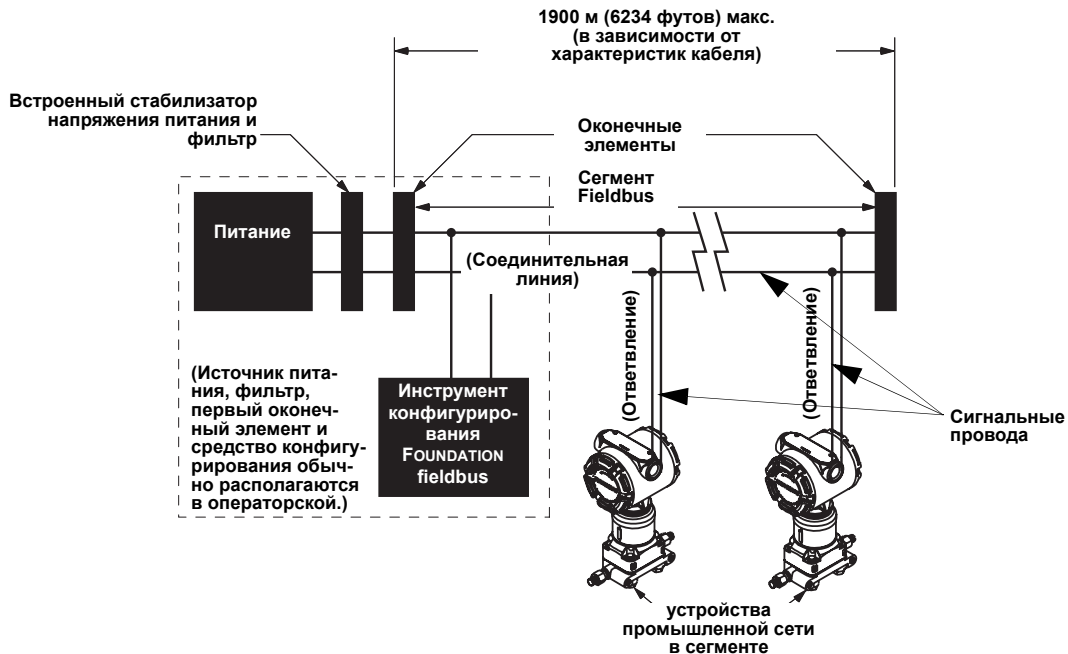 1900 м (6234 футов) макс.
(в зависимости от
характеристик кабеля)
Встроенный стабилизатор
напряжения питания и
фильтр
Оконечные
элементы
Сегмент
Fieldbus
Питание
(Соединительная
линия)
(Ответвление)
(Ответвление)
(Источник пита-
ния, фильтр,
первый оконеч-
ный элемент и
средство конфигу-
рирования обыч-
но располагаются
в операторской.)
Инструмент
конфигуриро-
вания
FOUNDATION
fieldbus
Сигнальные
провода
устройства
промышленной сети
в сегменте